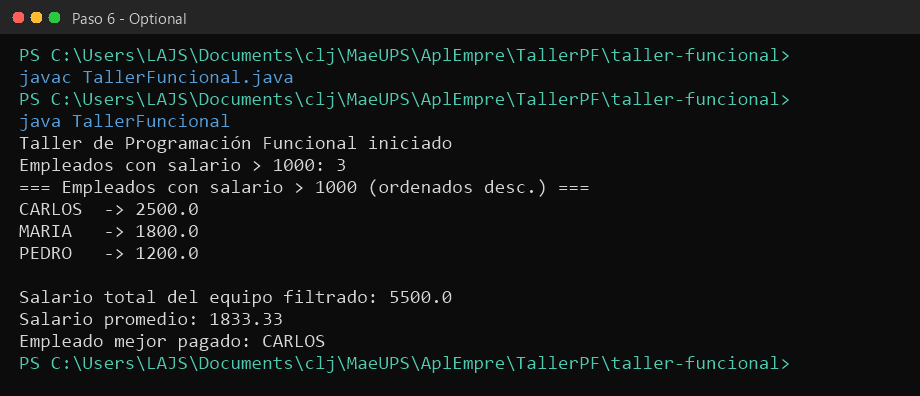 Paso 6 - Optional
PS C:\Users\LAJS\Documents\clj\MaeUPS\AplEmpre\TallerPF\taller-funcional>
javac TallerFuncional.java
PS C:\Users\LAJS\Documents\clj\MaeUPS\AplEmpre\TallerPF\taller-funcional>
java TallerFuncional
Taller de Programación Funcional iniciado
Empleados con salario > 1000: 3
=== Empleados con salario > 1000 (ordenados desc.) ===
CARLOS  -> 2500.0
MARIA   -> 1800.0
PEDRO   -> 1200.0
Salario total del equipo filtrado: 5500.0
Salario promedio: 1833.33
Empleado mejor pagado: CARLOS
PS C:\Users\LAJS\Documents\clj\MaeUPS\AplEmpre\TallerPF\taller-funcional>